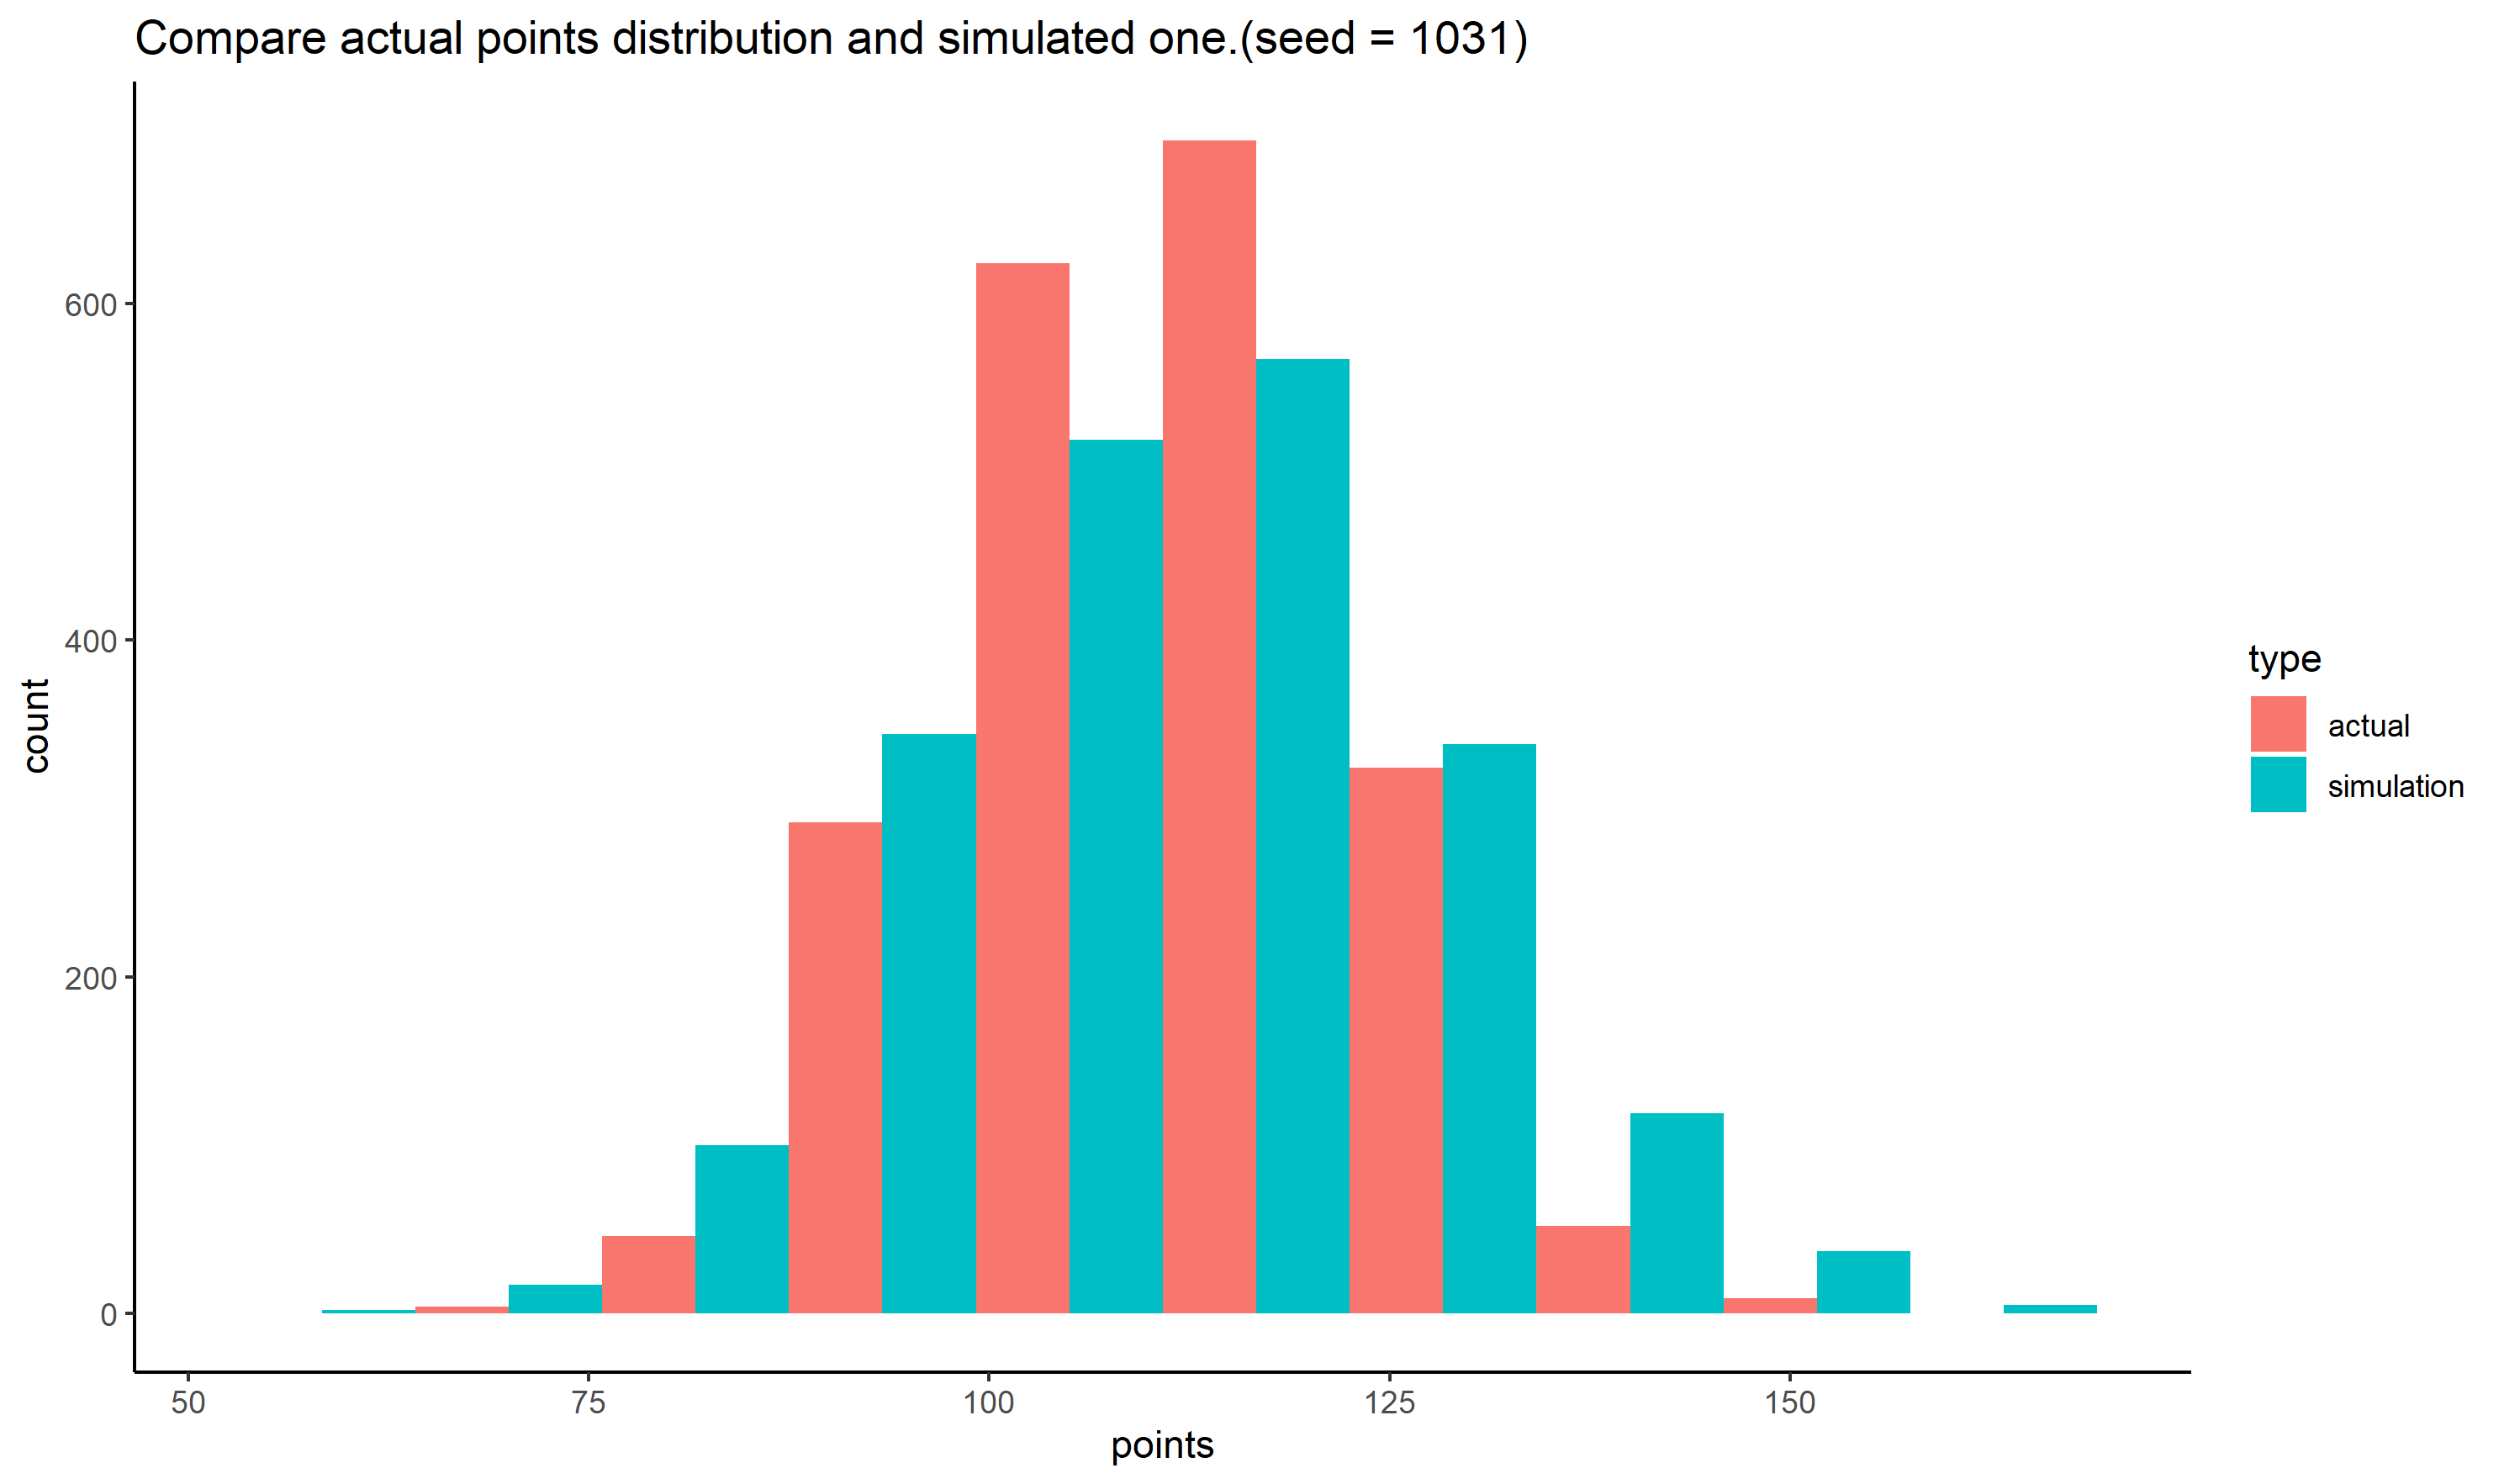 Compare actual points distribution and simulated one.(seed = 1031)
count
600
400
200
0
50 75 100 125 150
points
type
actual
simulation